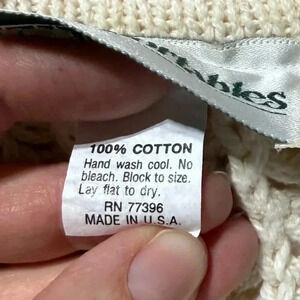 100% COTTON
Hand wash cool. No
bleach. Block to size.
Lay flat to dry.
RN 77396
MADE IN U.S.A.